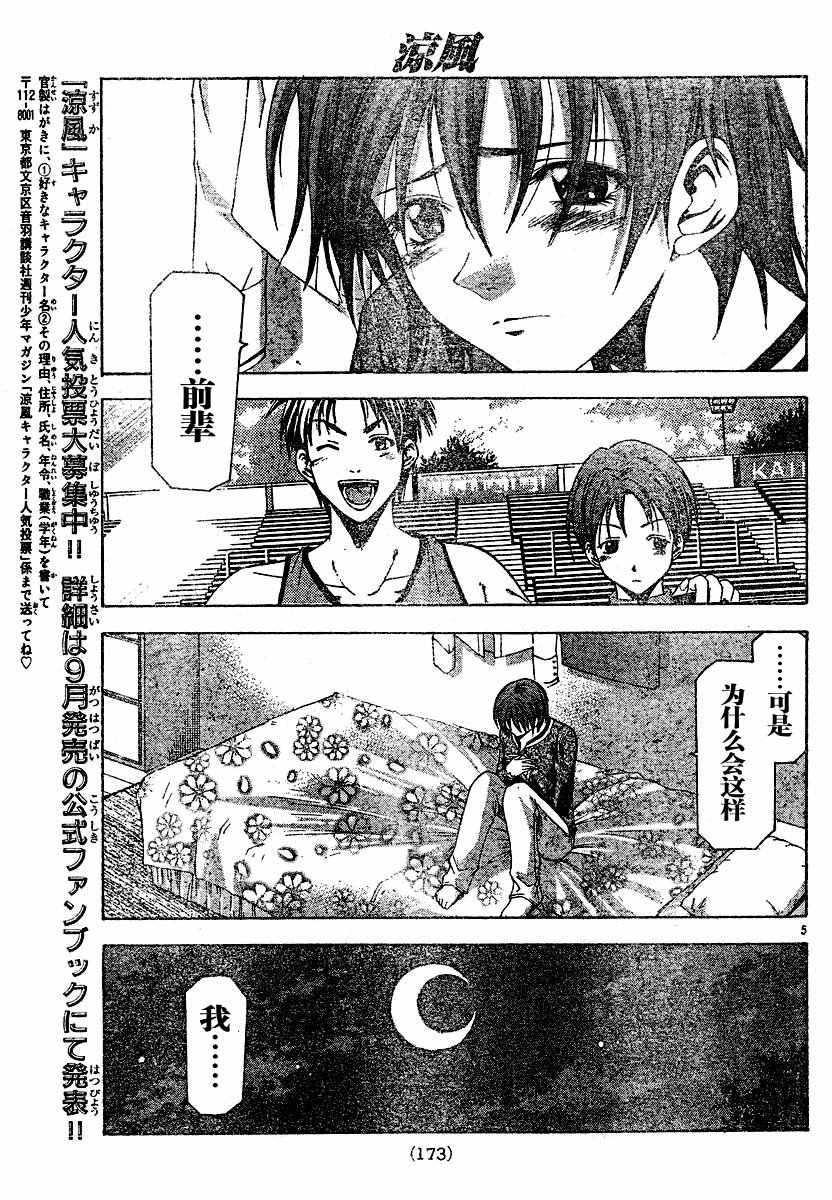 涼風
……前辈
KAI
……可是
为什么会这样
5
我……
(173)
『涼風』キャラクター人気投票大募集中!! 詳細は9月発売の公式ファンブックにて発表!!
官製はがきに、①好きなキャラクター名②その理由、住所、氏名、年令、職業(学年)を書いて
〒112-8001 東京都文京区音羽講談社週刊少年マガジン「涼風キャラクター人気投票」係まで送ってね♡